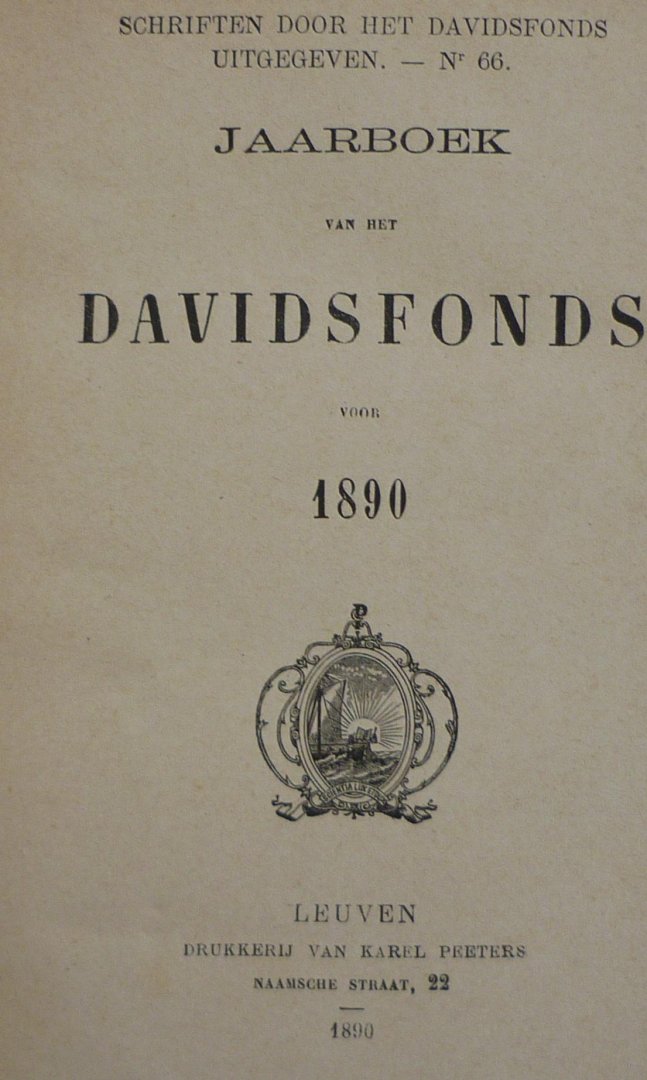 SCHRIFTEN DOOR HET DAVIDSFONDS
UITGEGEVEN. — Nr 66.
JAARBOEK
VAN HET
DAVIDSFONDS
VOOR
1890
LEUVEN
DRUKKERIJ VAN KAREL PEETERS
NAAMSCHE STRAAT, 22
1890